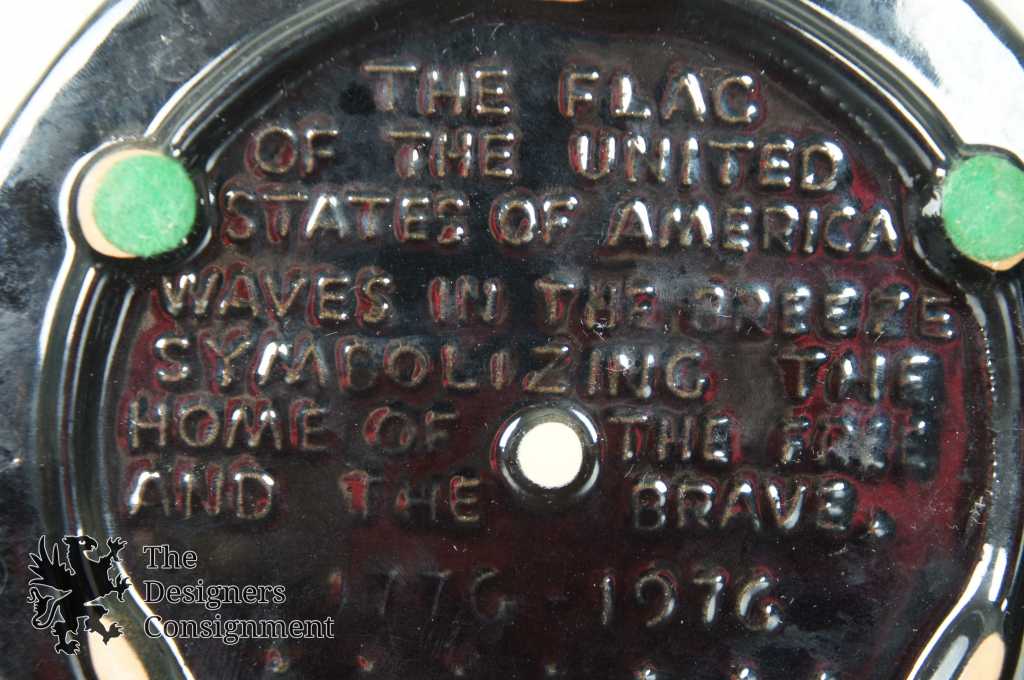 THE FLAG
OF THE UNITED
STATES OF AMERICA
WAVES IN THE BREEZE
SYMBOLIZING THE
HOME OF THE FREE
AND THE BRAVE.
1776 - 1976
The
Designers
Consignment